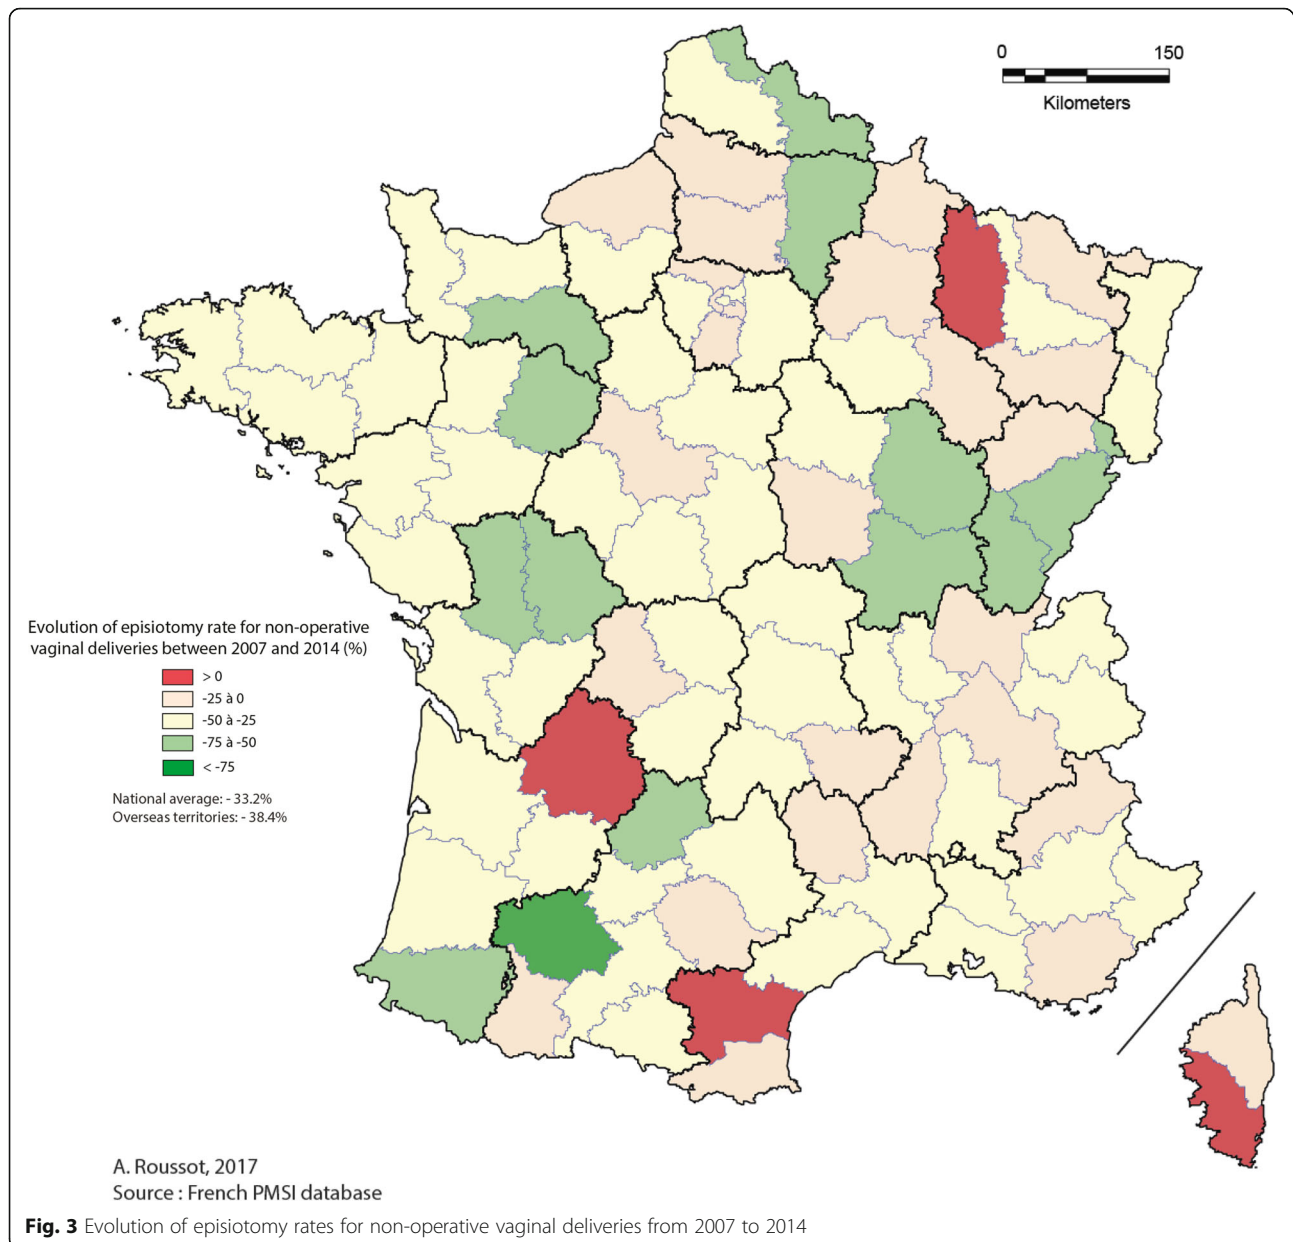 0 150
Kilometers
Evolution of episiotomy rate for non-operative
vaginal deliveries between 2007 and 2014 (%)
> 0
-25 à 0
-50 à -25
-75 à -50
< -75
National average: - 33.2%
Overseas territories: - 38.4%
A. Roussot, 2017
Source : French PMSI database
Fig. 3 Evolution of episiotomy rates for non-operative vaginal deliveries from 2007 to 2014